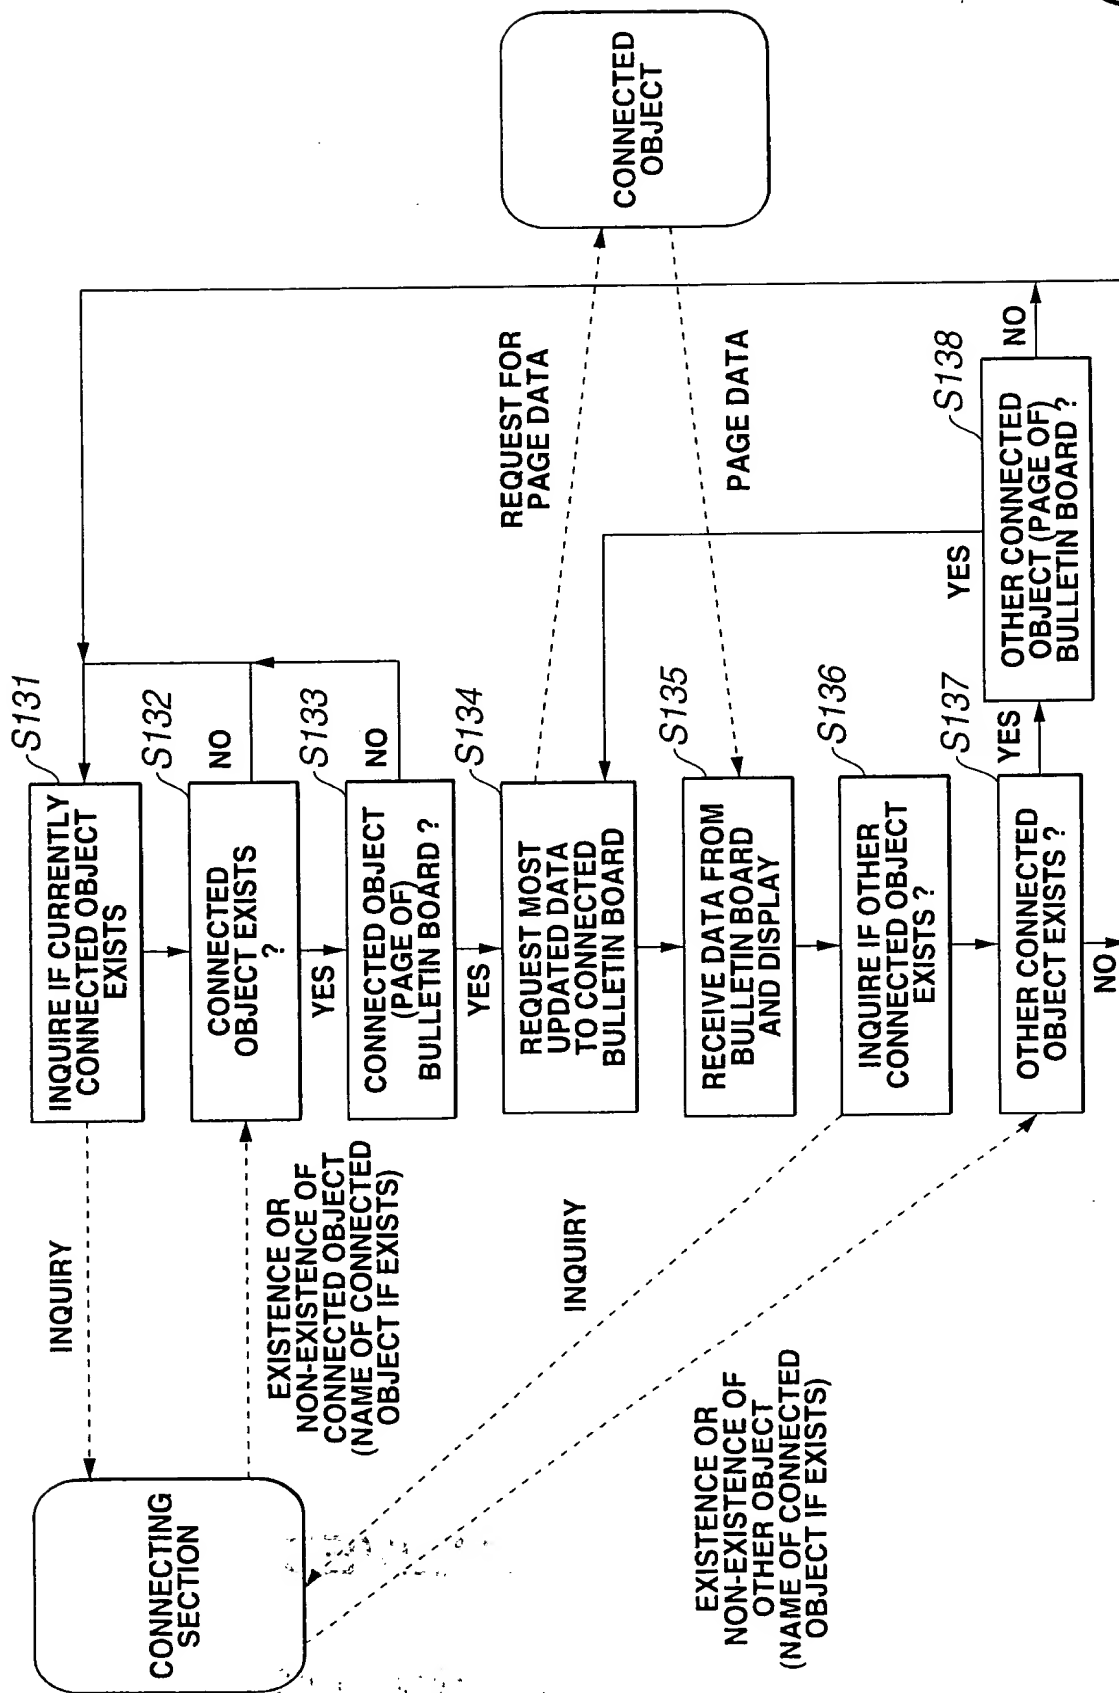 S131
INQUIRE IF CURRENTLY
CONNECTED OBJECT
EXISTS
INQUIRY
CONNECTING
SECTION
S132
CONNECTED
OBJECT EXISTS
?
NO
YES
EXISTENCE OR
NON-EXISTENCE OF
CONNECTED OBJECT
(NAME OF CONNECTED
OBJECT IF EXISTS)
S133
CONNECTED OBJECT
(PAGE OF)
BULLETIN BOARD ?
NO
YES
S134
REQUEST MOST
UPDATED DATA
TO CONNECTED
BULLETIN BOARD
REQUEST FOR
PAGE DATA
CONNECTED
OBJECT
PAGE DATA
S135
RECEIVE DATA FROM
BULLETIN BOARD
AND DISPLAY
S136
INQUIRE IF OTHER
CONNECTED OBJECT
EXISTS ?
INQUIRY
S137
OTHER CONNECTED
OBJECT EXISTS ?
YES
NO
EXISTENCE OR
NON-EXISTENCE OF
OTHER OBJECT
(NAME OF CONNECTED
OBJECT IF EXISTS)
S138
OTHER CONNECTED
OBJECT (PAGE OF)
BULLETIN BOARD ?
YES
NO